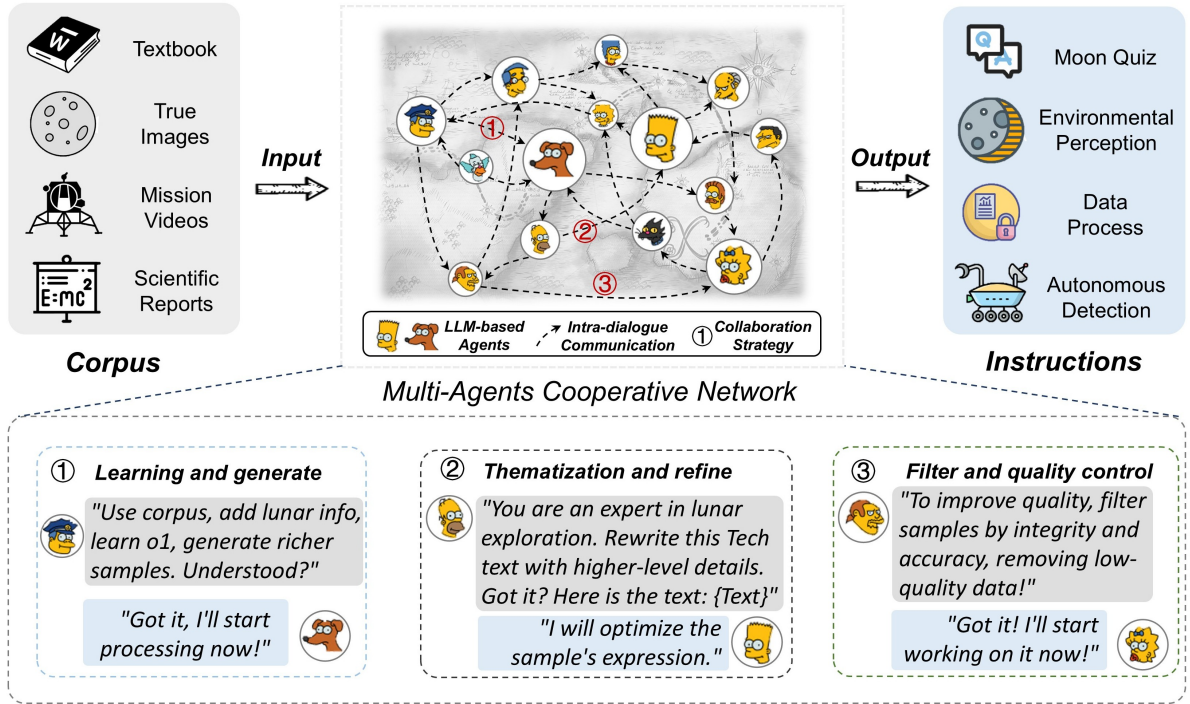 W
Textbook
True
Images
Mission
Videos
E=mc2
Scientific
Reports
Corpus
Input
①
②
③
LLM-based
Agents
Intra-dialogue
Communication
①
Collaboration
Strategy
Multi-Agents Cooperative Network
Output
Q
A
Moon Quiz
Environmental
Perception
Data
Process
Autonomous
Detection
Instructions
① Learning and generate
"Use corpus, add lunar info,
learn o1, generate richer
samples. Understood?"
"Got it, I'll start
processing now!"
② Thematization and refine
"You are an expert in lunar
exploration. Rewrite this Tech
text with higher-level details.
Got it? Here is the text: {Text}"
"I will optimize the
sample's expression."
③ Filter and quality control
"To improve quality, filter
samples by integrity and
accuracy, removing low-
quality data!"
"Got it! I'll start
working on it now!"